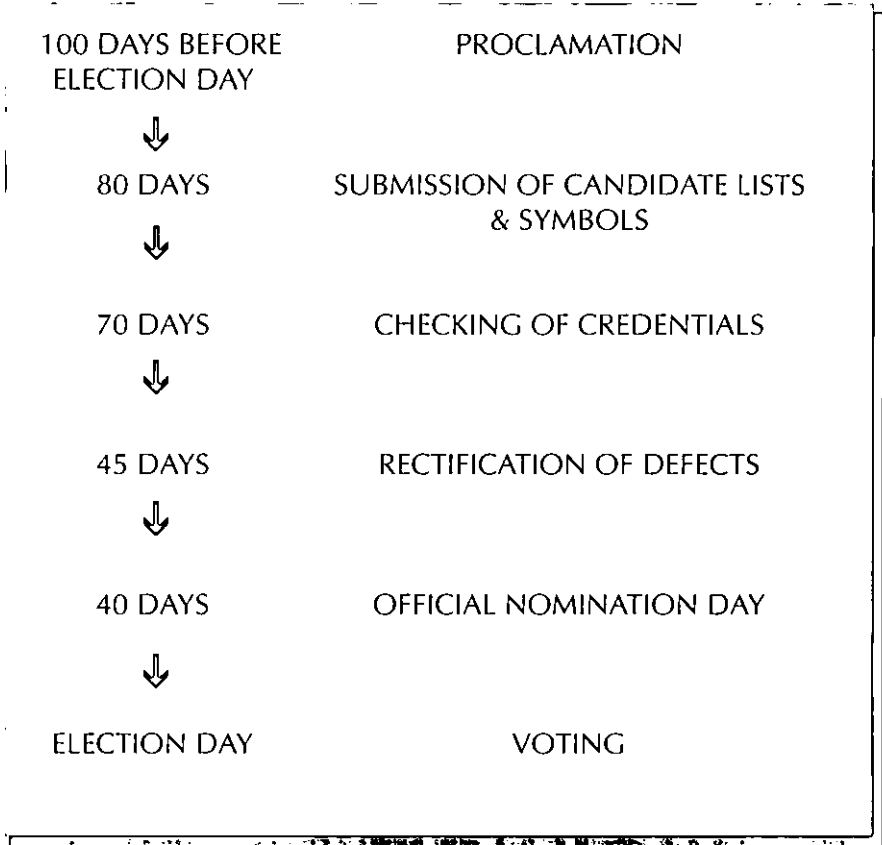 100 DAYS BEFORE PROCLAMATION
ELECTION DAY
80 DAYS SUBMISSION OF CANDIDATE LISTS
& SYMBOLS
70 DAYS CHECKING OF CREDENTIALS
45 DAYS RECTIFICATION OF DEFECTS
40 DAYS OFFICIAL NOMINATION DAY
ELECTION DAY VOTING